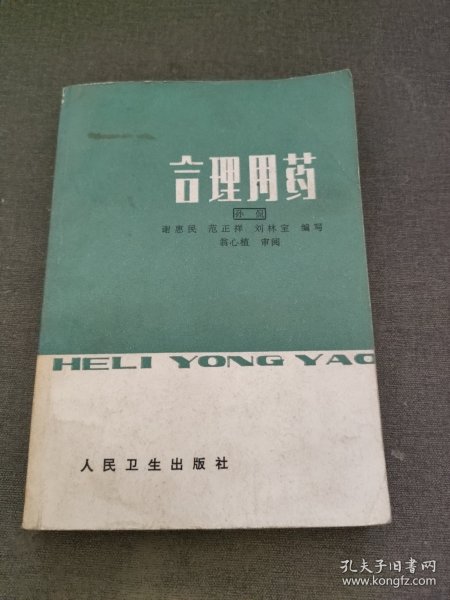 合理用药
孙侃
谢惠民 范正祥 刘林宝 编写
翁心植 审阅
HELI YONG YAO
人民卫生出版社
孔夫子旧书网
www.kongfz.com